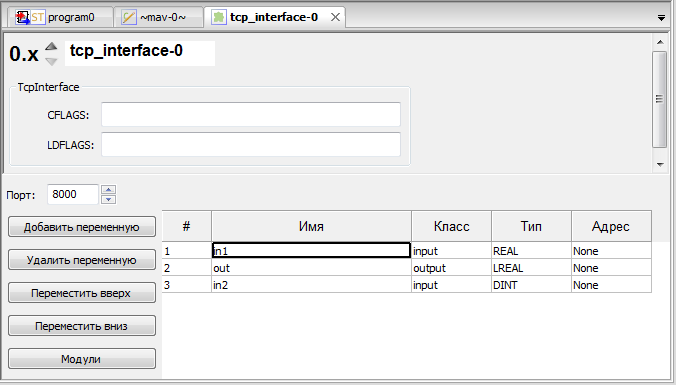 ST program0 ~mav-0~ tcp_interface-0
0.x tcp_interface-0
TcpInterface
CFLAGS:
LDFLAGS:
Порт: 8000
Добавить переменную
Удалить переменную
Переместить вверх
Переместить вниз
Модули
# Имя Класс Тип Адрес
1 in1 input REAL None
2 out output LREAL None
3 in2 input DINT None